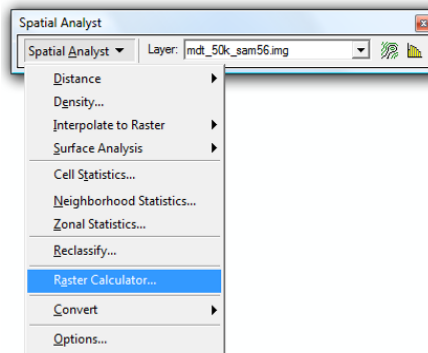 Spatial Analyst
Spatial Analyst Layer: mdt_50k_sam56.img
Distance
Density...
Interpolate to Raster
Surface Analysis
Cell Statistics...
Neighborhood Statistics...
Zonal Statistics...
Reclassify...
Raster Calculator...
Convert
Options...